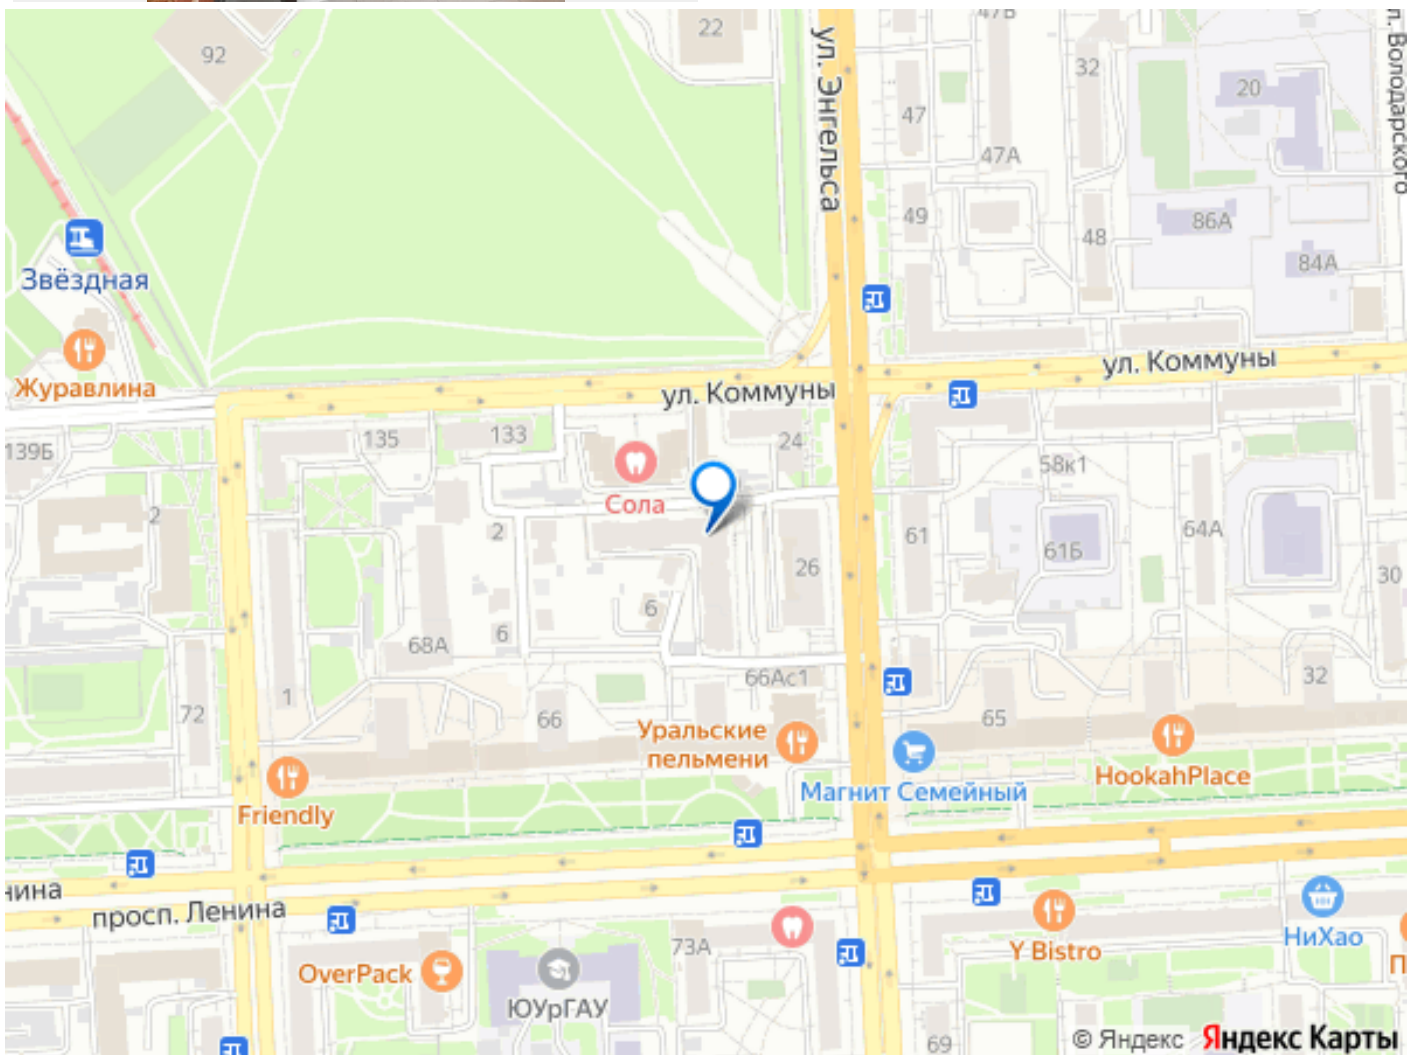 22
47В
92
ул. Энгельса
32
л. Володарского
20
47
47А
49
86А
48
84А
Звёздная
Журавлина
ул. Коммуны
ул. Коммуны
139Б
135
133
24
58к1
Сола
2
2
61
61Б
64А
26
30
6
6
68А
66Ас1
32
1
72
66
65
Уральские
пельмени
HookahPlace
Магнит Семейный
Friendly
нина
просп. Ленина
73А
Y Bistro
НиХао
OverPack
П
ЮУрГАУ
69
© Яндекс Яндекс Карты